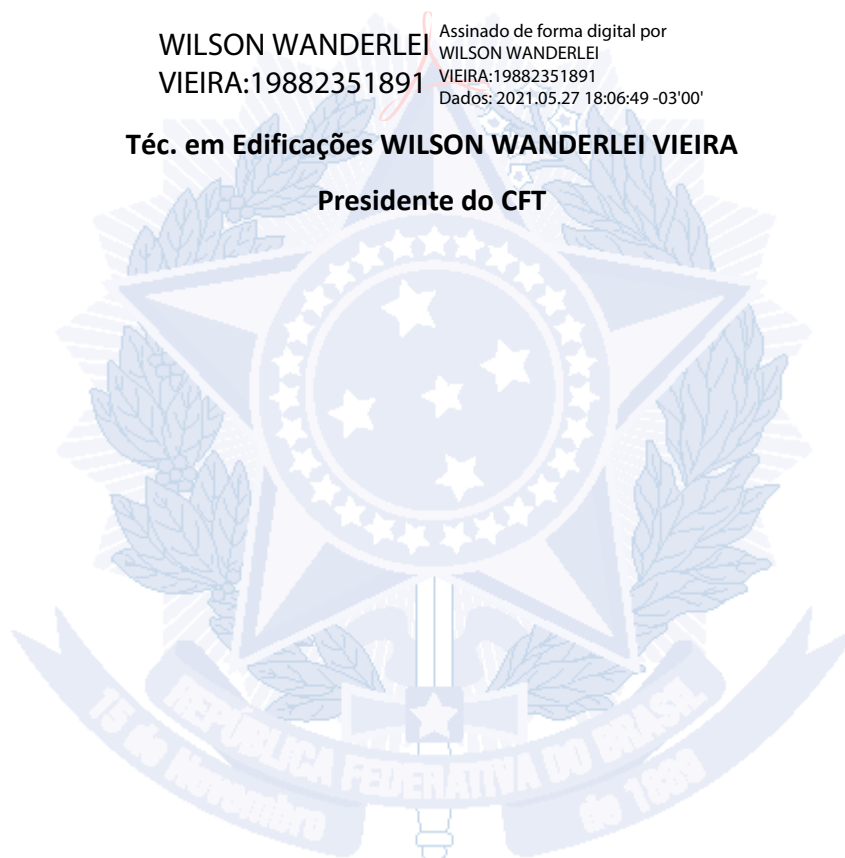 WILSON WANDERLEI
VIEIRA:19882351891
Assinado de forma digital por
WILSON WANDERLEI
VIEIRA:19882351891
Dados: 2021.05.27 18:06:49 -03'00'
Téc. em Edificações WILSON WANDERLEI VIEIRA
Presidente do CFT
REPÚBLICA FEDERATIVA DO BRASIL
15 de Novembro
de 1889